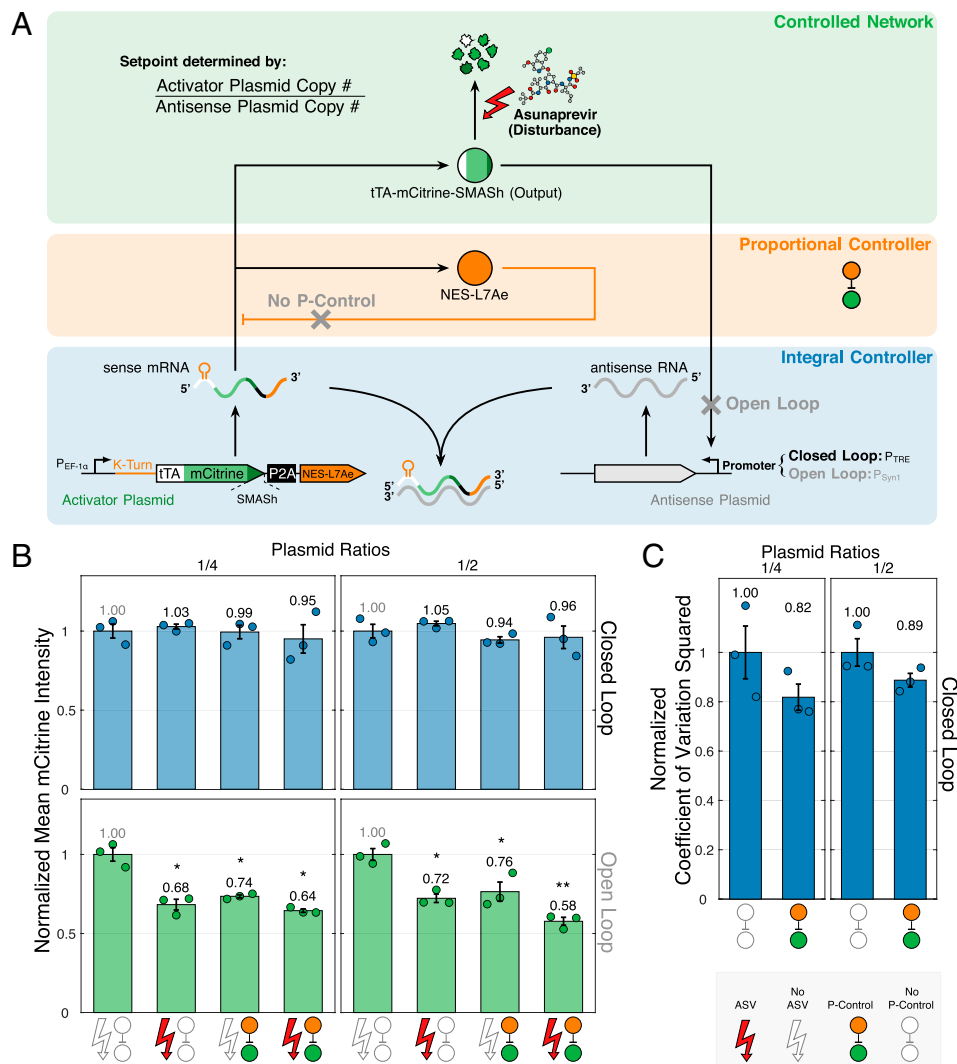 A
Controlled Network
Setpoint determined by:
Activator Plasmid Copy #
Antisense Plasmid Copy #
Asunaprevir
(Disturbance)
tTA-mCitrine-SMASh (Output)
Proportional Controller
NES-L7Ae
No P-Control
Integral Controller
sense mRNA
5’
3’
antisense RNA
3’
5’
Open Loop
P_EF-1α
K-Turn
tTA
mCitrine
P2A
NES-L7Ae
SMASh
Activator Plasmid
5’
3’
3’
5’
Antisense Plasmid
Promoter
Closed Loop: P_TRE
Open Loop: P_Syn1
B
Plasmid Ratios
1/4
1/2
Normalized Mean mCitrine Intensity
1
0.5
0
1.00
1.03
0.99
0.95
1.00
1.05
0.94
0.96
Closed Loop
1
0.5
0
1.00
*
0.68
*
0.74
*
0.64
1.00
*
0.72
*
0.76
**
0.58
Open Loop
C
Plasmid Ratios
1/4
1/2
Normalized
Coefficient of Variation Squared
1
0.8
0.6
0.4
0.2
0
1.00
0.82
1.00
0.89
Closed Loop
ASV
No
ASV
P-Control
No
P-Control